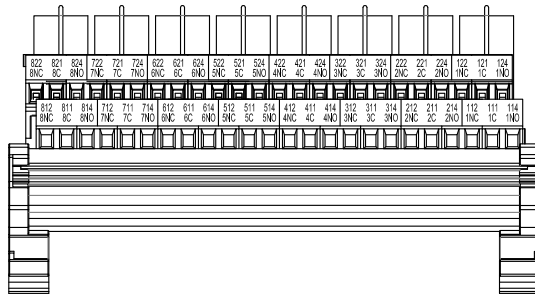 822 821 824 722 721 724 622 621 624 522 521 524 422 421 424 322 321 324 222 221 224 122 121 124
8NC 8C 8NO 7NC 7C 7NO 6NC 6C 6NO 5NC 5C 5NO 4NC 4C 4NO 3NC 3C 3NO 2NC 2C 2NO 1NC 1C 1NO
812 811 814 712 711 714 612 611 614 512 511 514 412 411 414 312 311 314 212 211 214 112 111 114
8NC 8C 8NO 7NC 7C 7NO 6NC 6C 6NO 5NC 5C 5NO 4NC 4C 4NO 3NC 3C 3NO 2NC 2C 2NO 1NC 1C 1NO